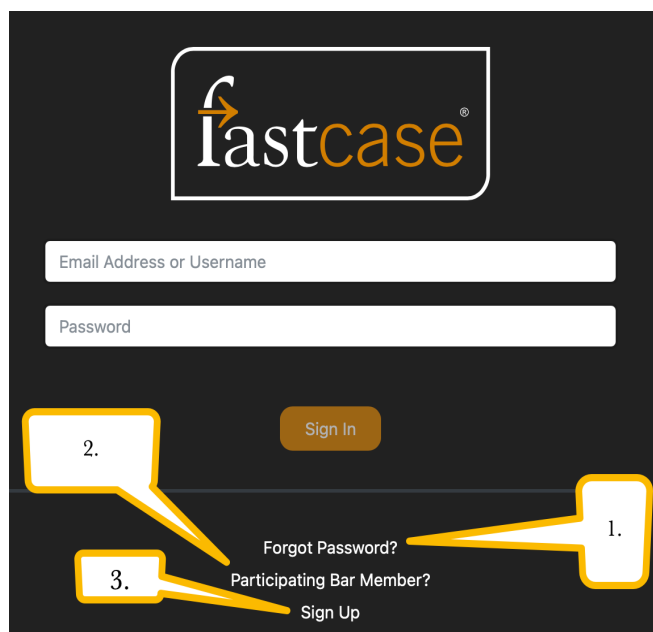 fastcase®
Email Address or Username
Password
Sign In
2.
1.
Forgot Password?
Participating Bar Member?
3.
Sign Up